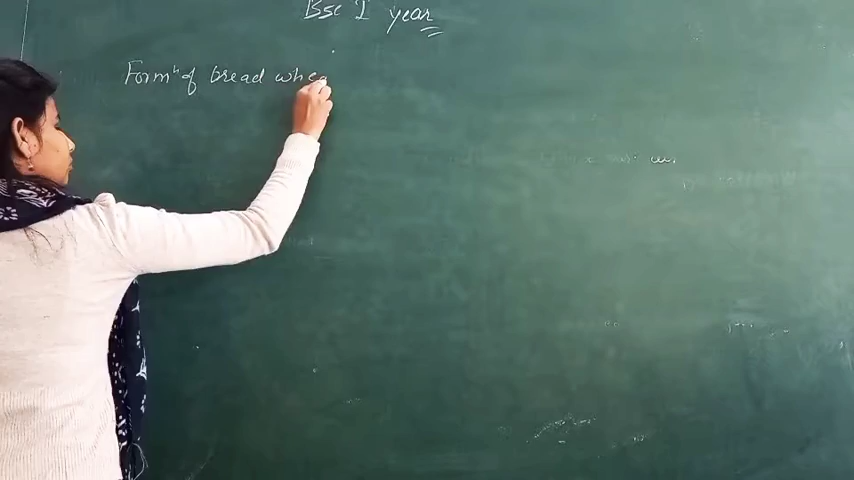 Bsc I year
Formⁿ of bread whe